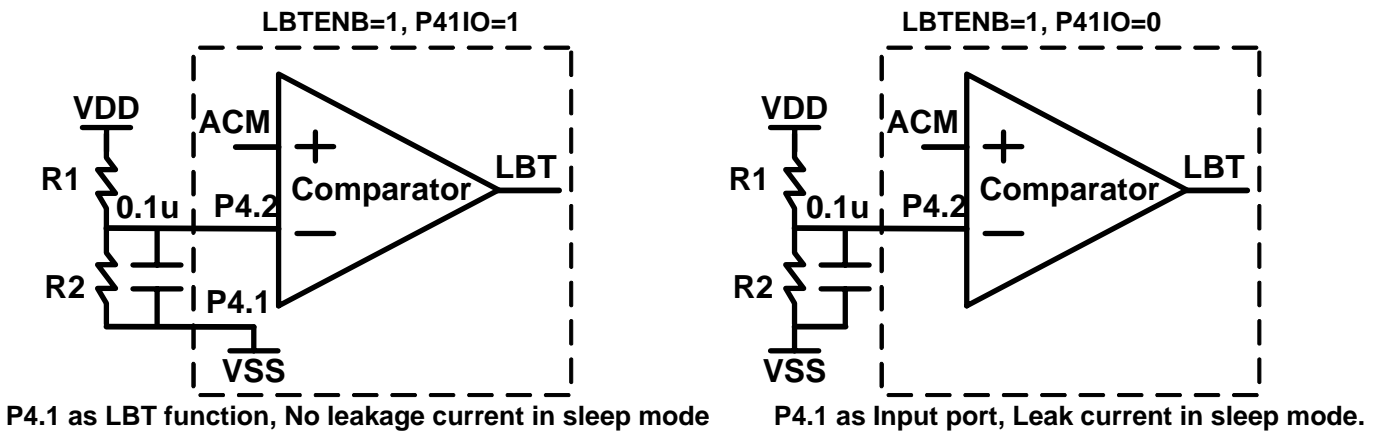 LBTENB=1, P41IO=1
VDD
ACM
R1
LBT
Comparator
0.1u
P4.2
R2
P4.1
VSS
P4.1 as LBT function, No leakage current in sleep mode
LBTENB=1, P41IO=0
VDD
ACM
R1
LBT
Comparator
0.1u
P4.2
R2
VSS
P4.1 as Input port, Leak current in sleep mode.